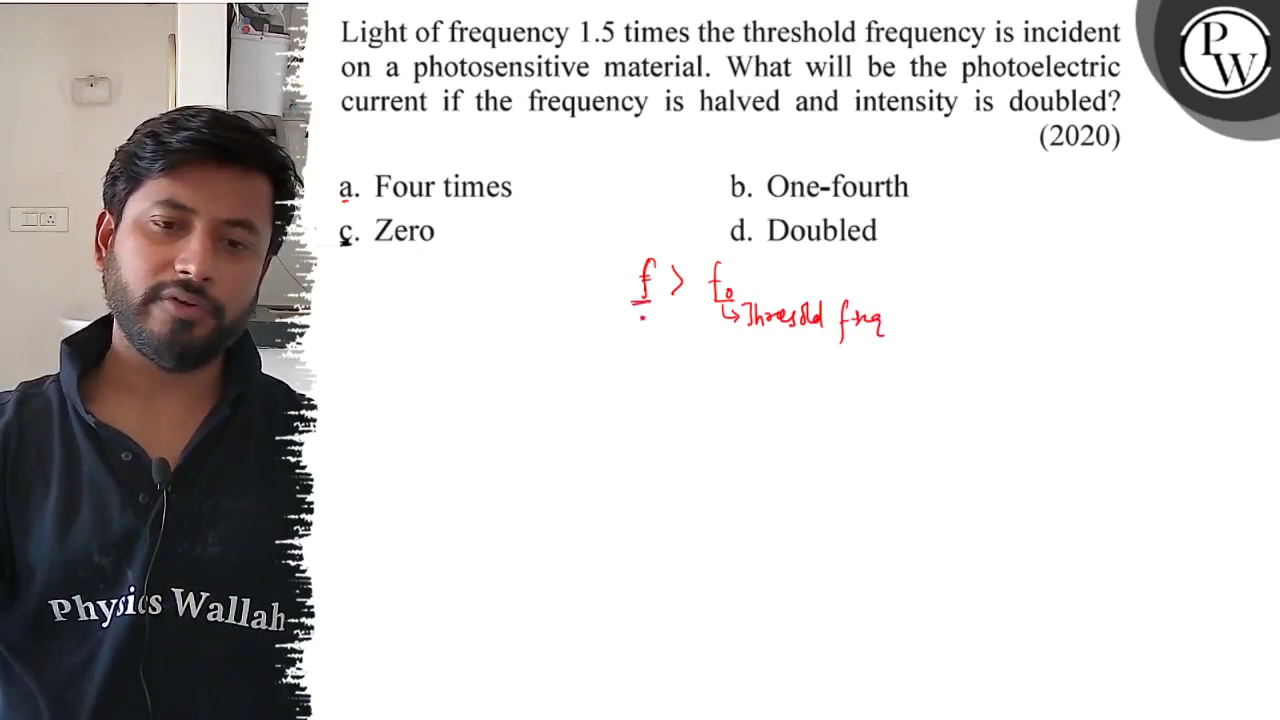 Light of frequency 1.5 times the threshold frequency is incident
on a photosensitive material. What will be the photoelectric
current if the frequency is halved and intensity is doubled?
(2020)
a. Four times
b. One-fourth
c. Zero
d. Doubled
f > f₀
↳ Thresold freq
PW
Physics Wallah